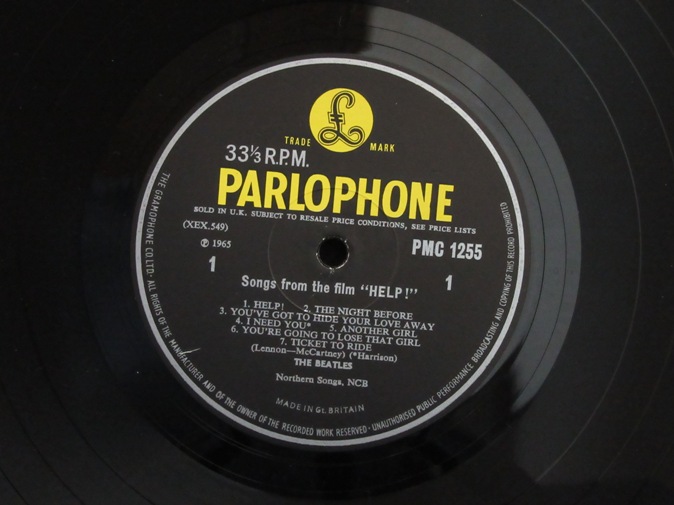 TRADE MARK
33⅓ R.P.M.
PARLOPHONE
SOLD IN U.K. SUBJECT TO RESALE PRICE CONDITIONS, SEE PRICE LISTS
(XEX.549)
℗ 1965
PMC 1255
1
1
Songs from the film "HELP!"
1. HELP! 2. THE NIGHT BEFORE
3. YOU'VE GOT TO HIDE YOUR LOVE AWAY
4. I NEED YOU* 5. ANOTHER GIRL
6. YOU'RE GOING TO LOSE THAT GIRL
7. TICKET TO RIDE
(Lennon—McCartney) (*Harrison)
THE BEATLES
Northern Songs, NCB
MADE IN GT. BRITAIN
THE GRAMOPHONE CO. LTD. · ALL RIGHTS OF THE MANUFACTURER AND OF THE OWNER OF THE RECORDED WORK RESERVED · UNAUTHORISED PUBLIC PERFORMANCE BROADCASTING AND COPYING OF THIS RECORD PROHIBITED